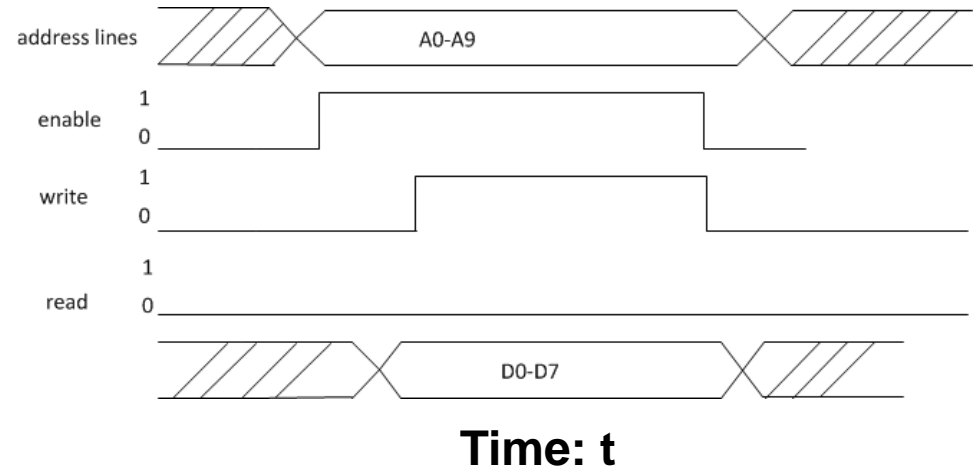 address lines
A0-A9
1
enable
0
1
write
0
1
read
0
D0-D7
Time: t